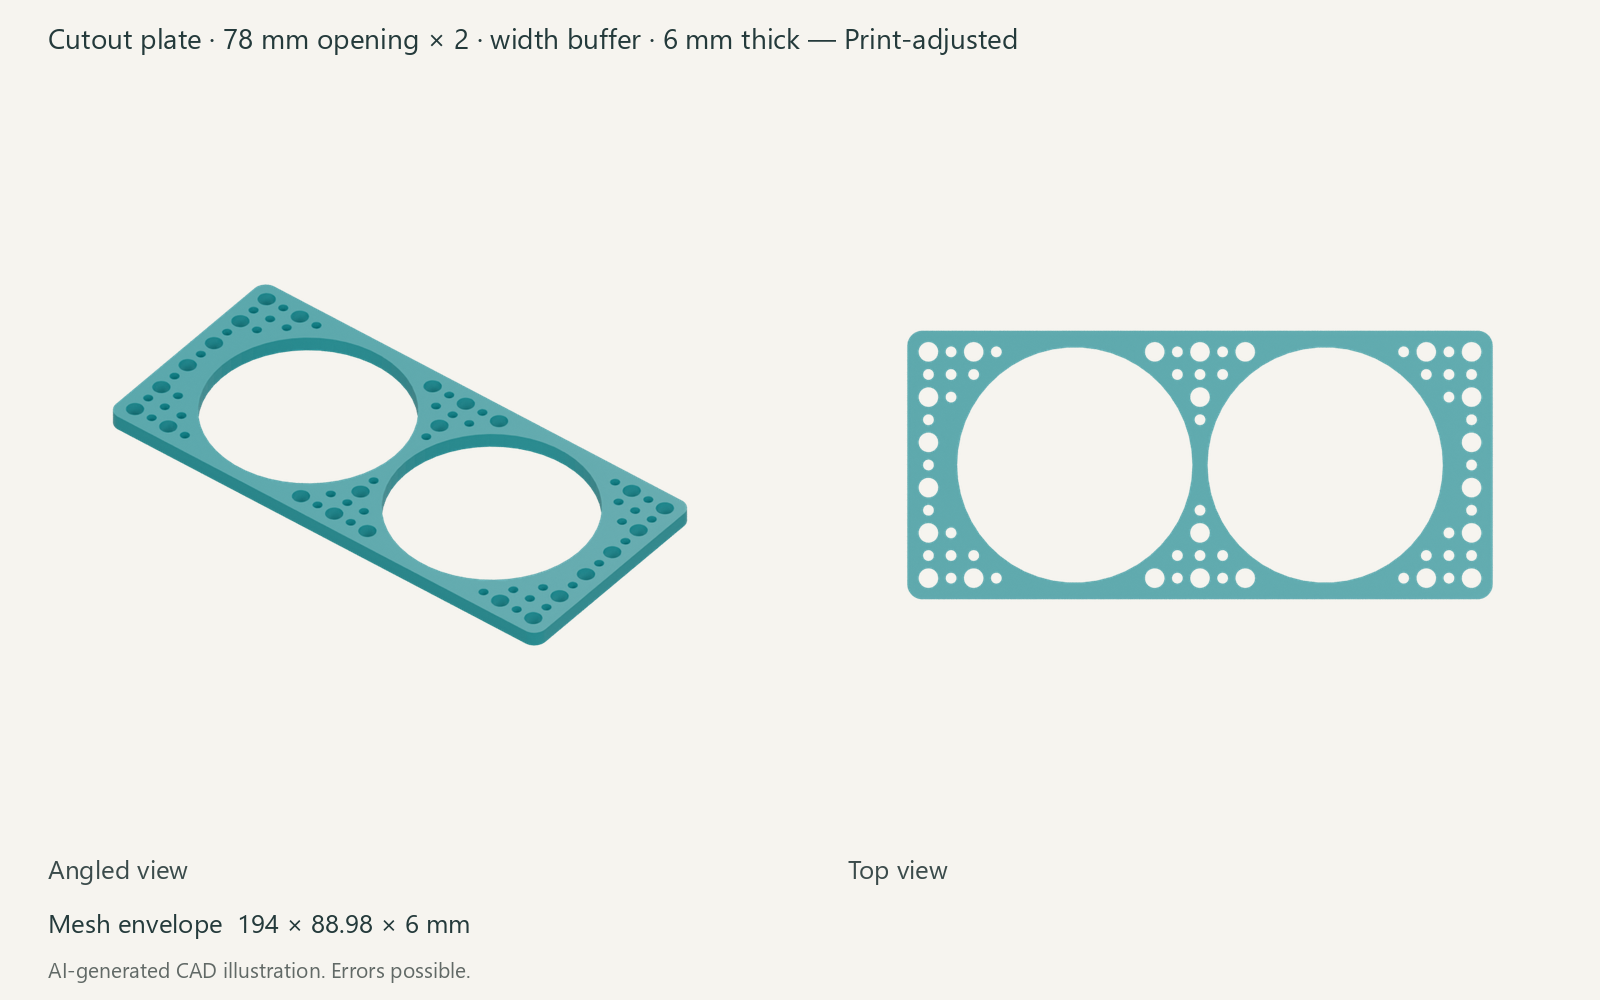 Cutout plate · 78 mm opening × 2 · width buffer · 6 mm thick — Print-adjusted
Angled view
Top view
Mesh envelope 194 × 88.98 × 6 mm
AI-generated CAD illustration. Errors possible.